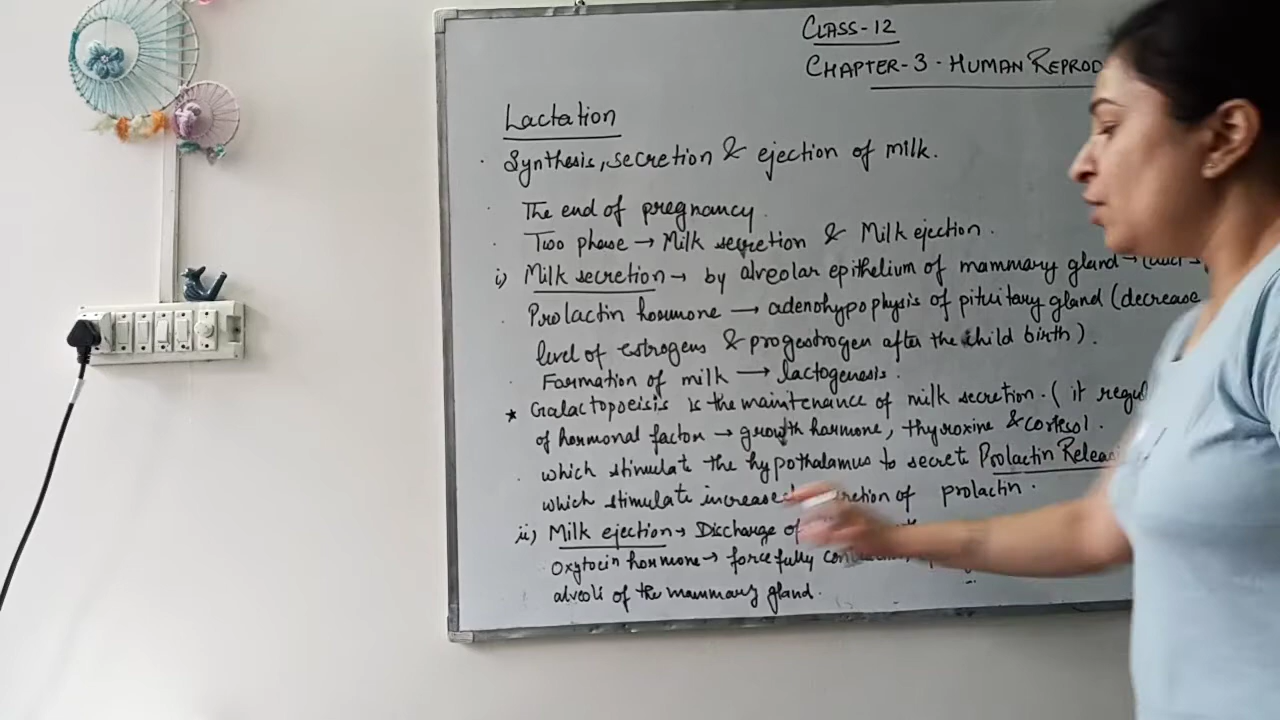 CLASS-12
CHAPTER-3-HUMAN REPROD
Lactation
Synthesis, secretion & ejection of milk.
The end of pregnancy.
Two phase → Milk secretion & Milk ejection.
i) Milk secretion → by alveolar epithelium of mammary gland →
Prolactin hormone → adenohypophysis of pituitary gland (decrease
level of estrogens & progestrogen after the child birth).
Formation of milk → lactogenesis.
* Galactopoeisis is the maintenance of milk secretion. ( it regul
of hormonal factor → growth hormone, thyroxine & cortisol.
which stimulate the hypothalamus to secrete Prolactin Releasi
which stimulate increased of prolactin.
ii) Milk ejection → Discharge of
Oxytocin hormone → forcefully
alveoli of the mammary gland.